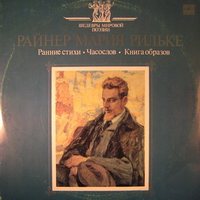 ШЕДЕВРЫ МИРОВОЙ
ПОЭЗИИ
РАЙНЕР МАРИЯ РИЛЬКЕ
Ранние стихи • Часослов • Книга образов